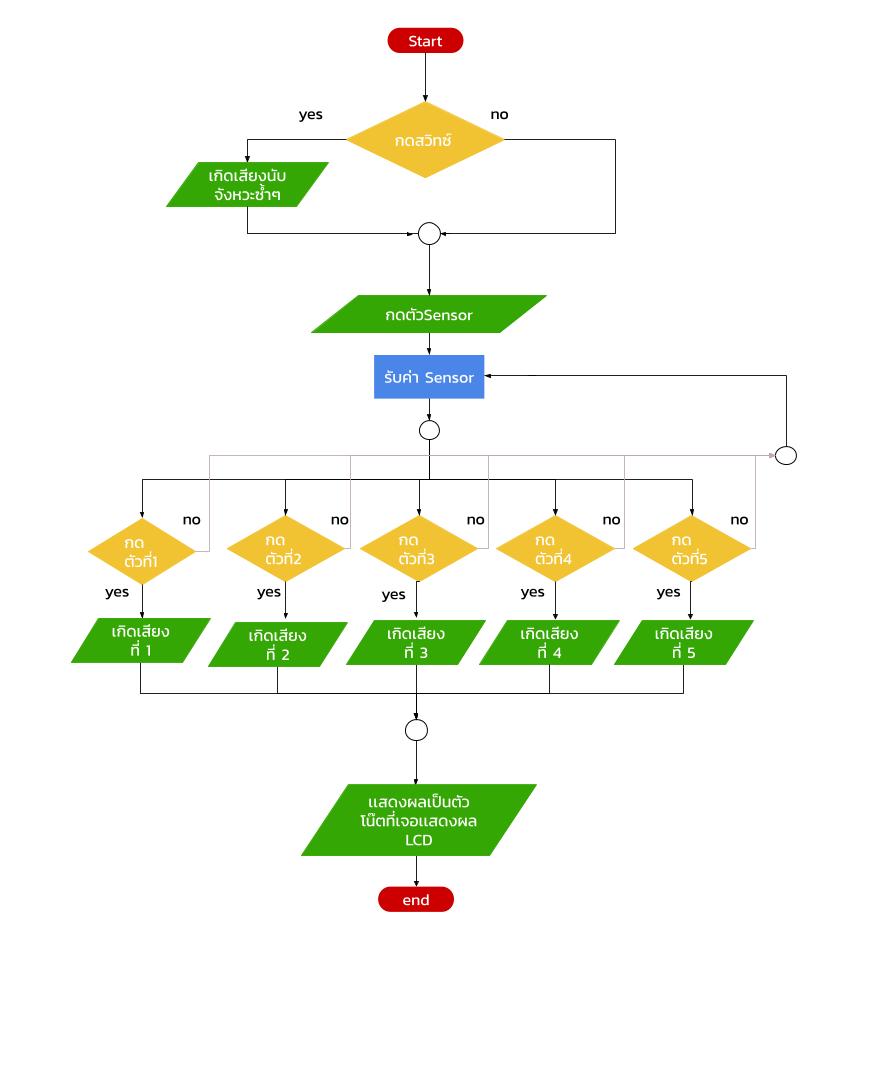 Start
yes
no
กดสวิทซ์
เกิดเสียงนับ
จังหวะซ้ำๆ
กดตัวSensor
รับค่า Sensor
no
no
no
no
no
กด
ตัวที่1
กด
ตัวที่2
กด
ตัวที่3
กด
ตัวที่4
กด
ตัวที่5
yes
yes
yes
yes
yes
เกิดเสียง
ที่ 1
เกิดเสียง
ที่ 2
เกิดเสียง
ที่ 3
เกิดเสียง
ที่ 4
เกิดเสียง
ที่ 5
แสดงผลเป็นตัว
โน๊ตที่เจอแสดงผล
LCD
end